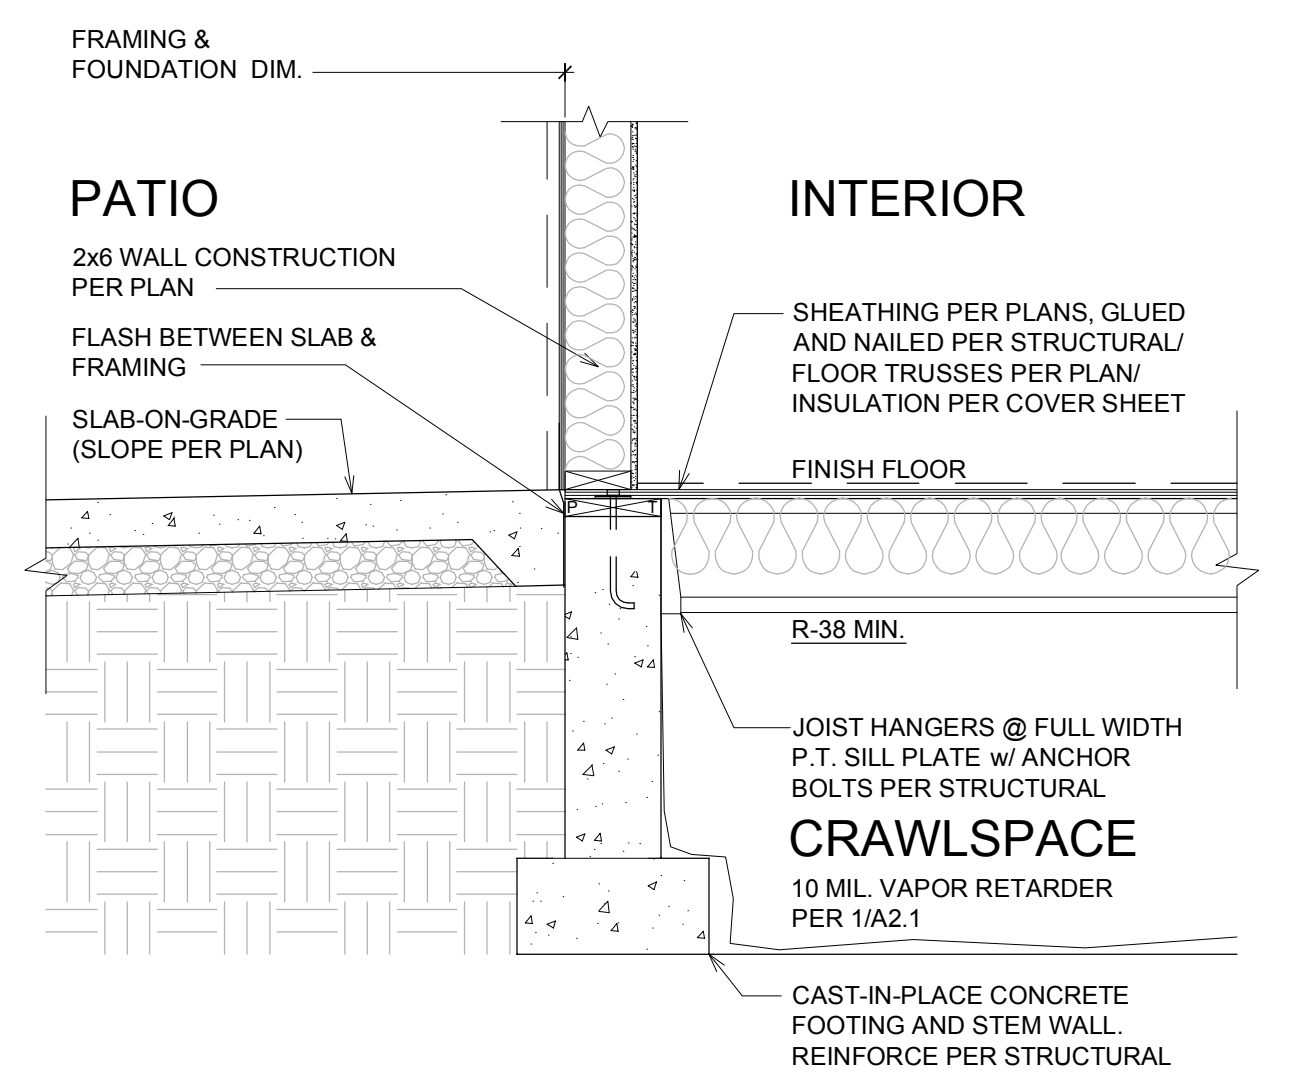 FRAMING &
FOUNDATION DIM.
PATIO
INTERIOR
2x6 WALL CONSTRUCTION
PER PLAN
FLASH BETWEEN SLAB &
FRAMING
SLAB-ON-GRADE
(SLOPE PER PLAN)
SHEATHING PER PLANS, GLUED
AND NAILED PER STRUCTURAL/
FLOOR TRUSSES PER PLAN/
INSULATION PER COVER SHEET
FINISH FLOOR
P T
R-38 MIN.
JOIST HANGERS @ FULL WIDTH
P.T. SILL PLATE w/ ANCHOR
BOLTS PER STRUCTURAL
CRAWLSPACE
10 MIL. VAPOR RETARDER
PER 1/A2.1
CAST-IN-PLACE CONCRETE
FOOTING AND STEM WALL.
REINFORCE PER STRUCTURAL